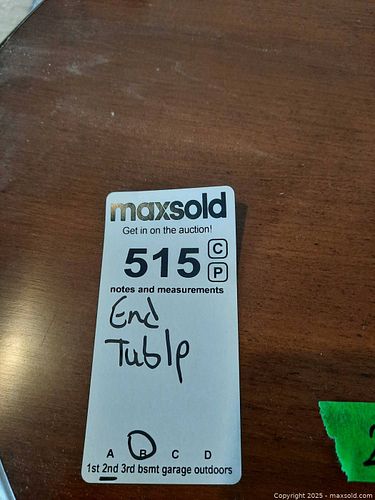 maxsold
Get in on the auction!
515 C
P
notes and measurements
End
Tuble
A B C D
1st 2nd 3rd bsmt garage outdoors
Copyright 2025 - maxsold.com